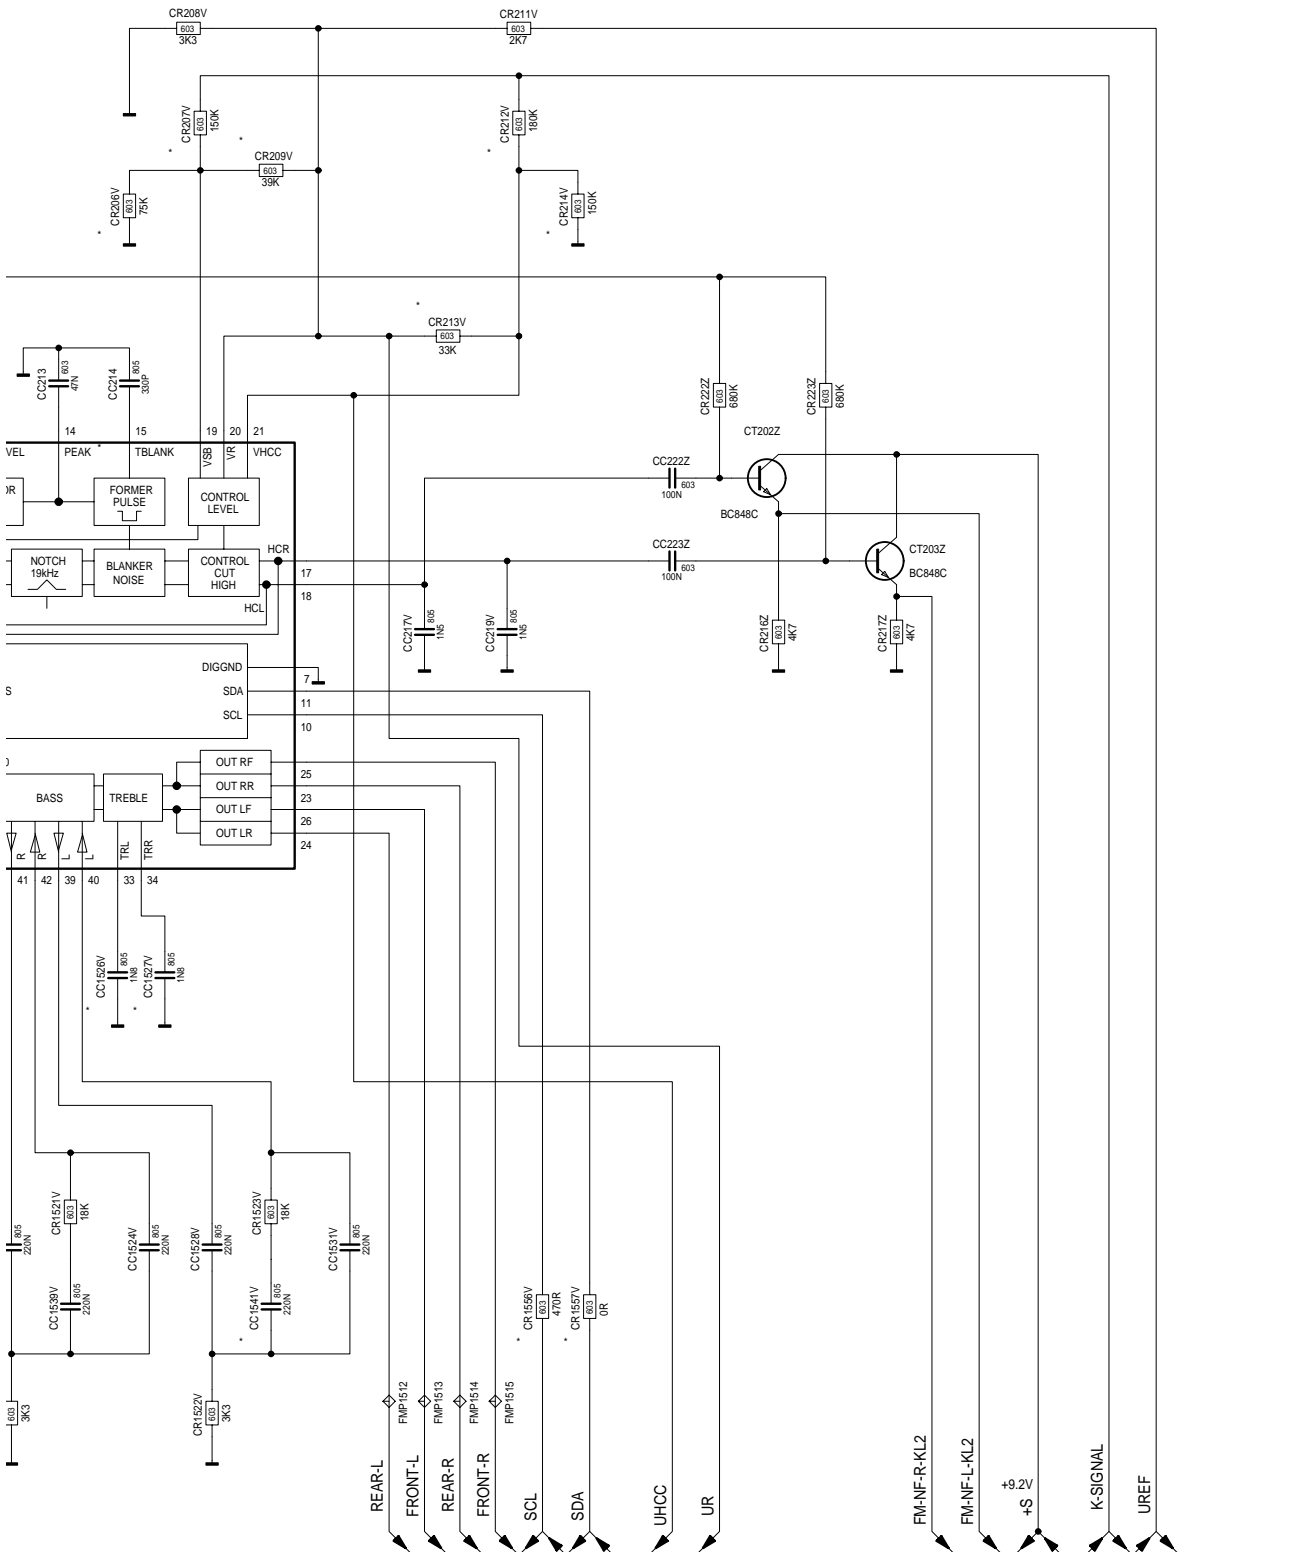 CR208V
603
3K3
CR211V
603
2K7
CR207V
603
150K
*
*
CR212V
603
180K
*
CR209V
603
39K
CR206V
603
75K
*
CR214V
603
150K
*
*
CR213V
603
33K
CC213
603
47N
CC214
805
330P
*
CR222Z
603
680K
CR223Z
603
680K
14
15
19
20
21
VEL
PEAK
TBLANK
VSB
VR
VHCC
CT202Z
BC848C
CC222Z
603
100N
OR
FORMER
PULSE
CONTROL
LEVEL
NOTCH
19kHz
BLANKER
NOISE
CONTROL
CUT
HIGH
HCR
17
18
HCL
CC223Z
603
100N
CT203Z
BC848C
CC217V
805
1N5
CC219V
805
1N5
CR216Z
603
4K7
CR217Z
603
4K7
DIGGND
7
S
SDA
11
SCL
10
OUT RF
25
OUT RR
23
OUT LF
26
OUT LR
24
BASS
TREBLE
R
R
L
L
TRL
TRR
41
42
39
40
33
34
CC1526V
805
1N8
*
CC1527V
805
1N8
*
CR1521V
603
18K
CC1524V
805
220N
CC1528V
805
220N
CR1523V
603
18K
CC1531V
805
220N
805
220N
CC1539V
805
220N
CC1541V
805
220N
*
CR1556V
603
470R
*
CR1557V
603
0R
*
603
3K3
CR1522V
603
3K3
FMP1512
FMP1513
FMP1514
FMP1515
REAR-L
FRONT-L
REAR-R
FRONT-R
SCL
SDA
UHCC
UR
FM-NF-R-KL2
FM-NF-L-KL2
+9.2V
+S
K-SIGNAL
UREF